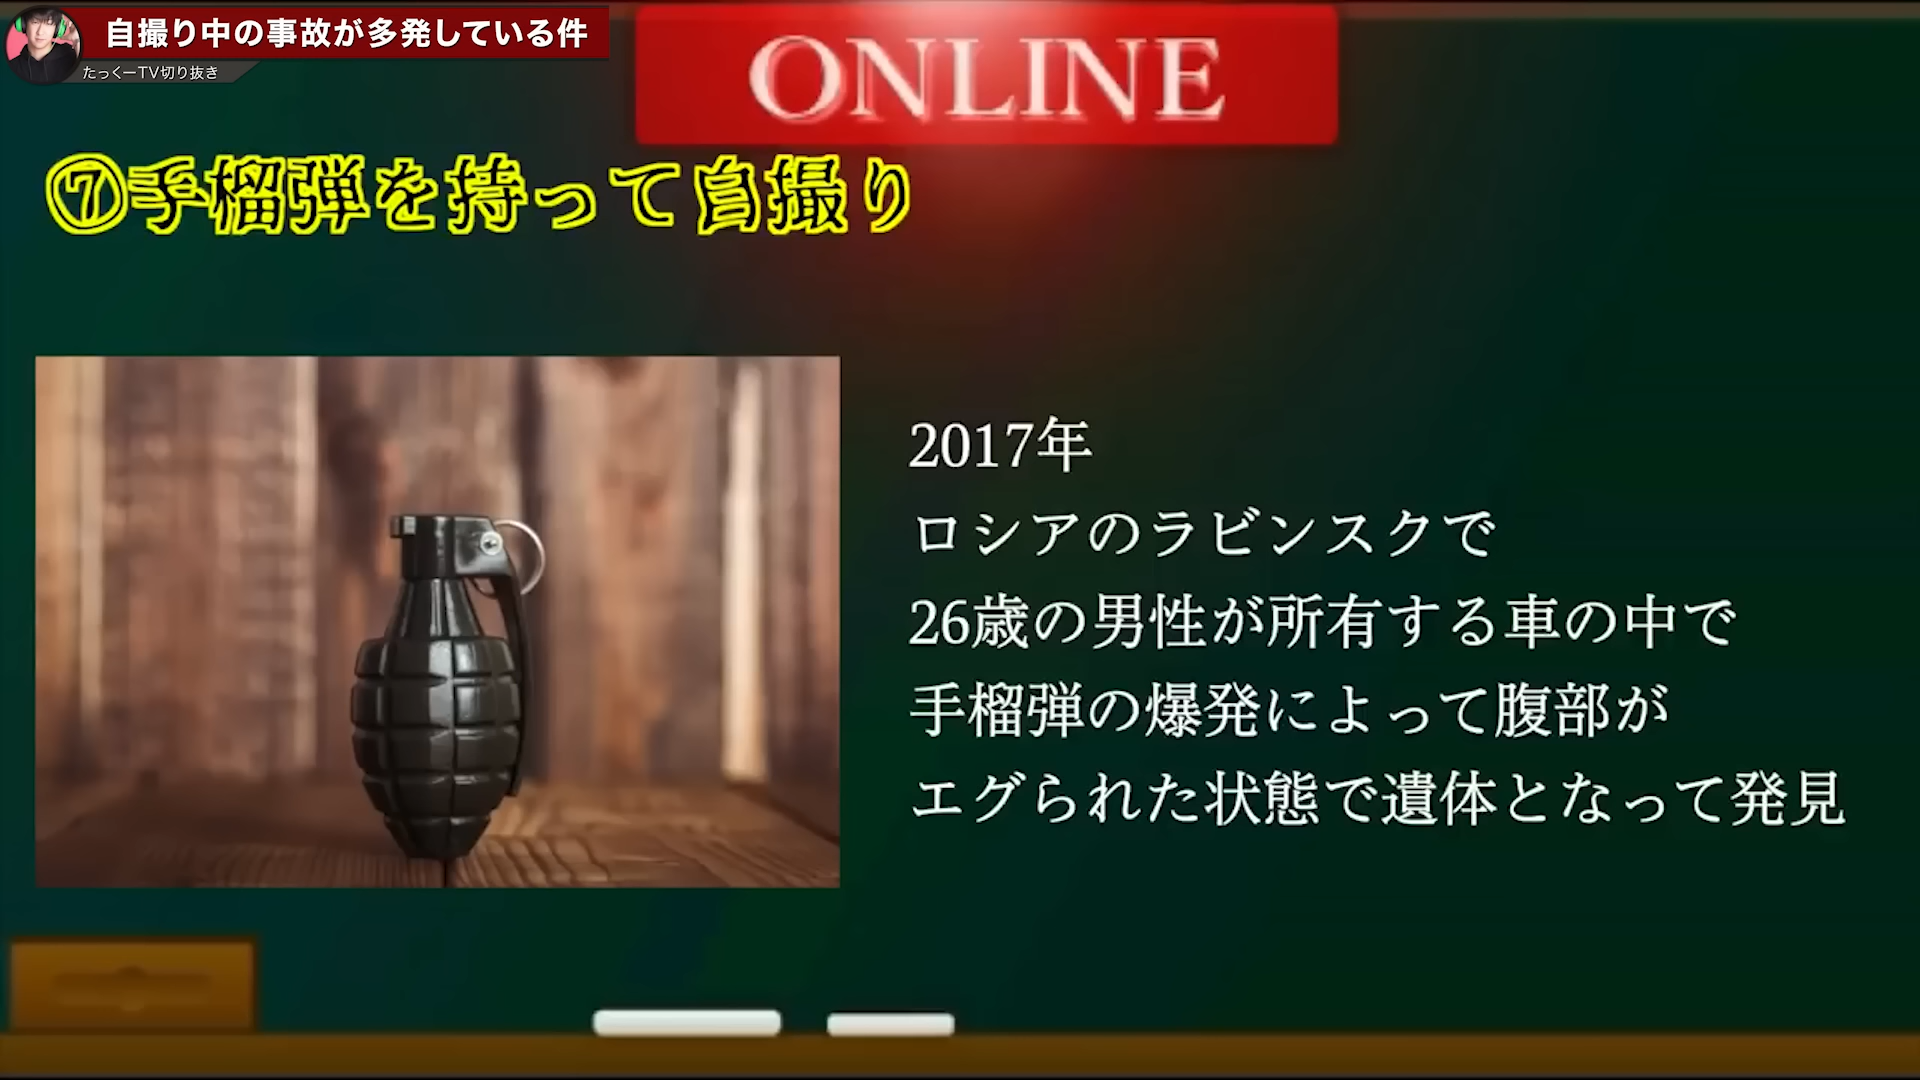 自撮り中の事故が多発している件
たっくーTV切り抜き
ONLINE
⑦手榴弾を持って自撮り
2017年
ロシアのラビンスクで
26歳の男性が所有する車の中で
手榴弾の爆発によって腹部が
エグられた状態で遺体となって発見